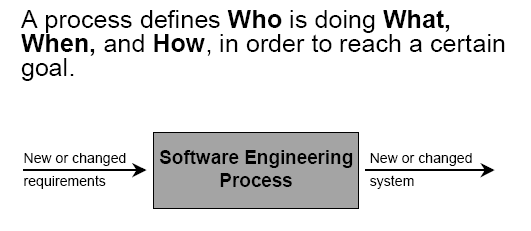 A process defines Who is doing What,
When, and How, in order to reach a certain
goal.
New or changed
requirements
Software Engineering
Process
New or changed
system